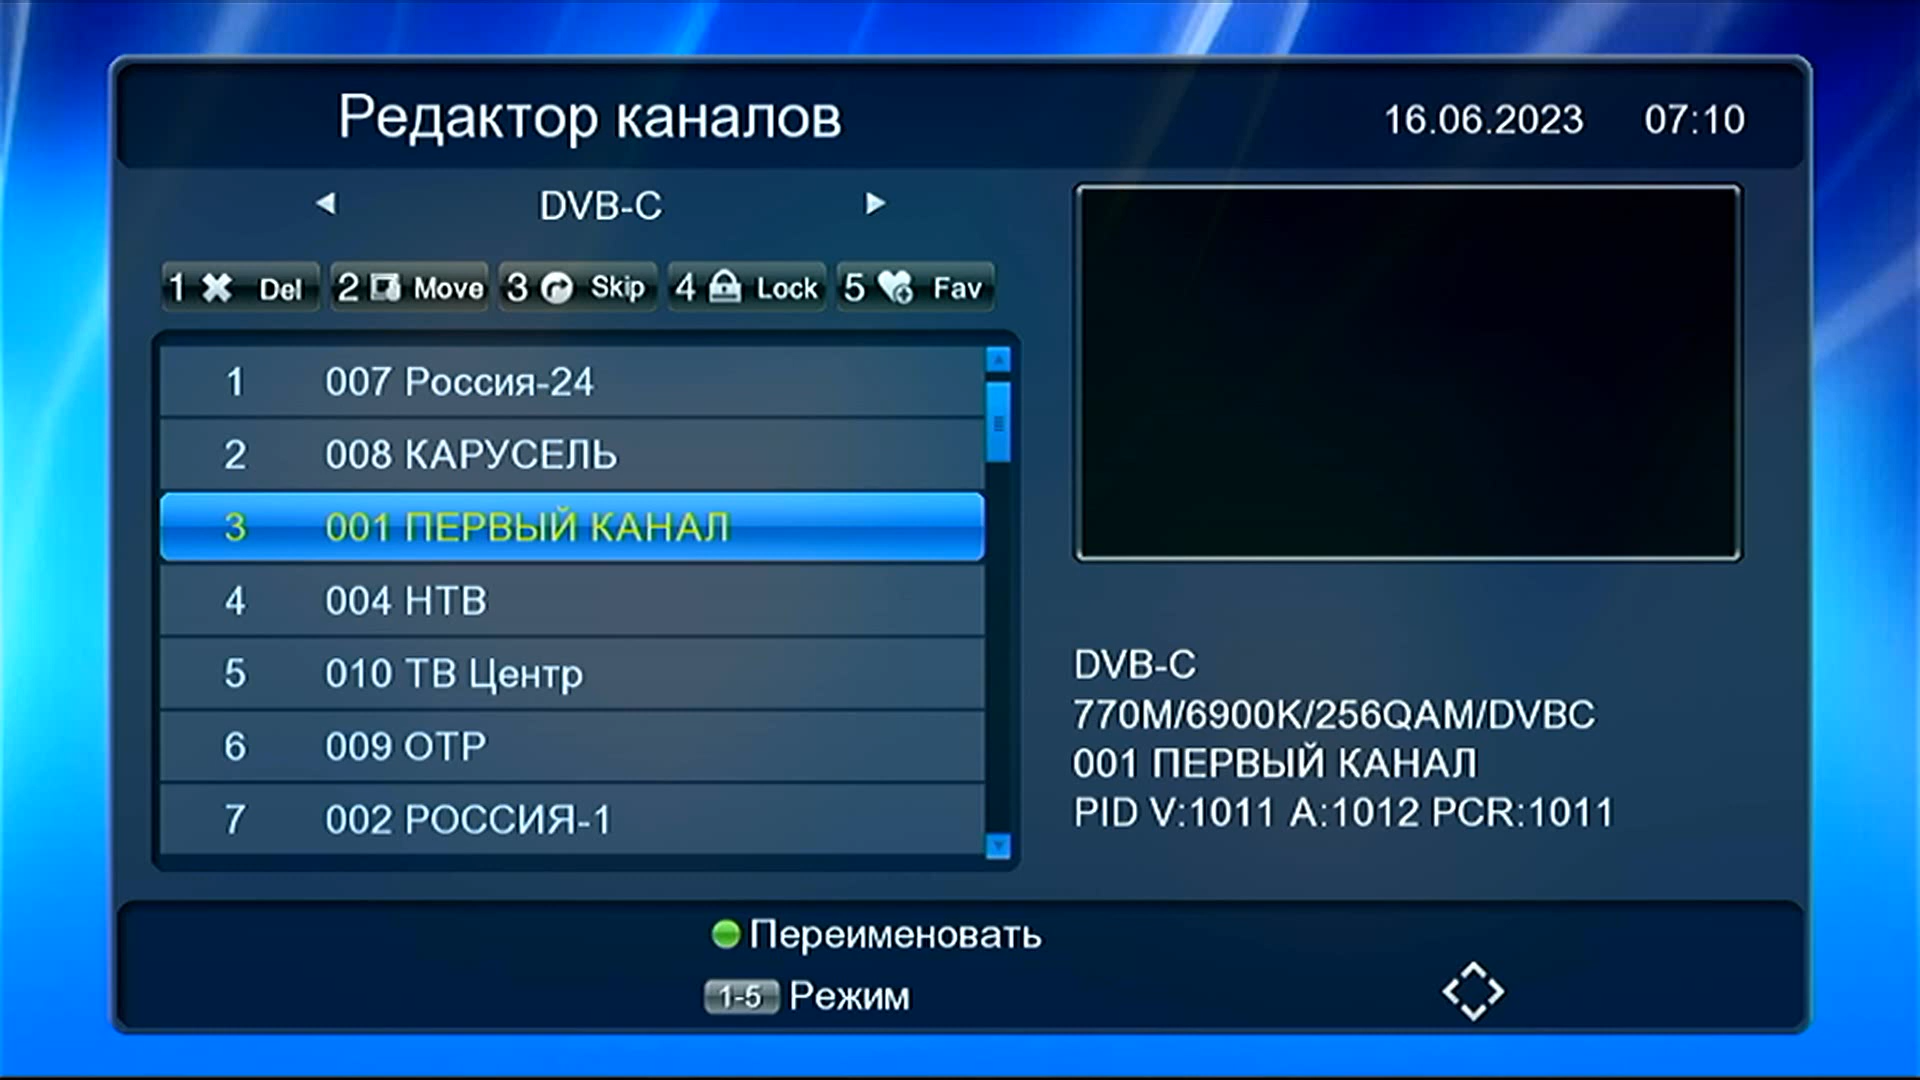 Редактор каналов 16.06.2023 07:10
DVB-C
1 Del 2 Move 3 Skip 4 Lock 5 Fav
1 007 Россия-24
2 008 КАРУСЕЛЬ
3 001 ПЕРВЫЙ КАНАЛ
4 004 НТВ
5 010 ТВ Центр
6 009 ОТР
7 002 РОССИЯ-1
DVB-C
770M/6900K/256QAM/DVBC
001 ПЕРВЫЙ КАНАЛ
PID V:1011 A:1012 PCR:1011
Переименовать
1-5 Режим